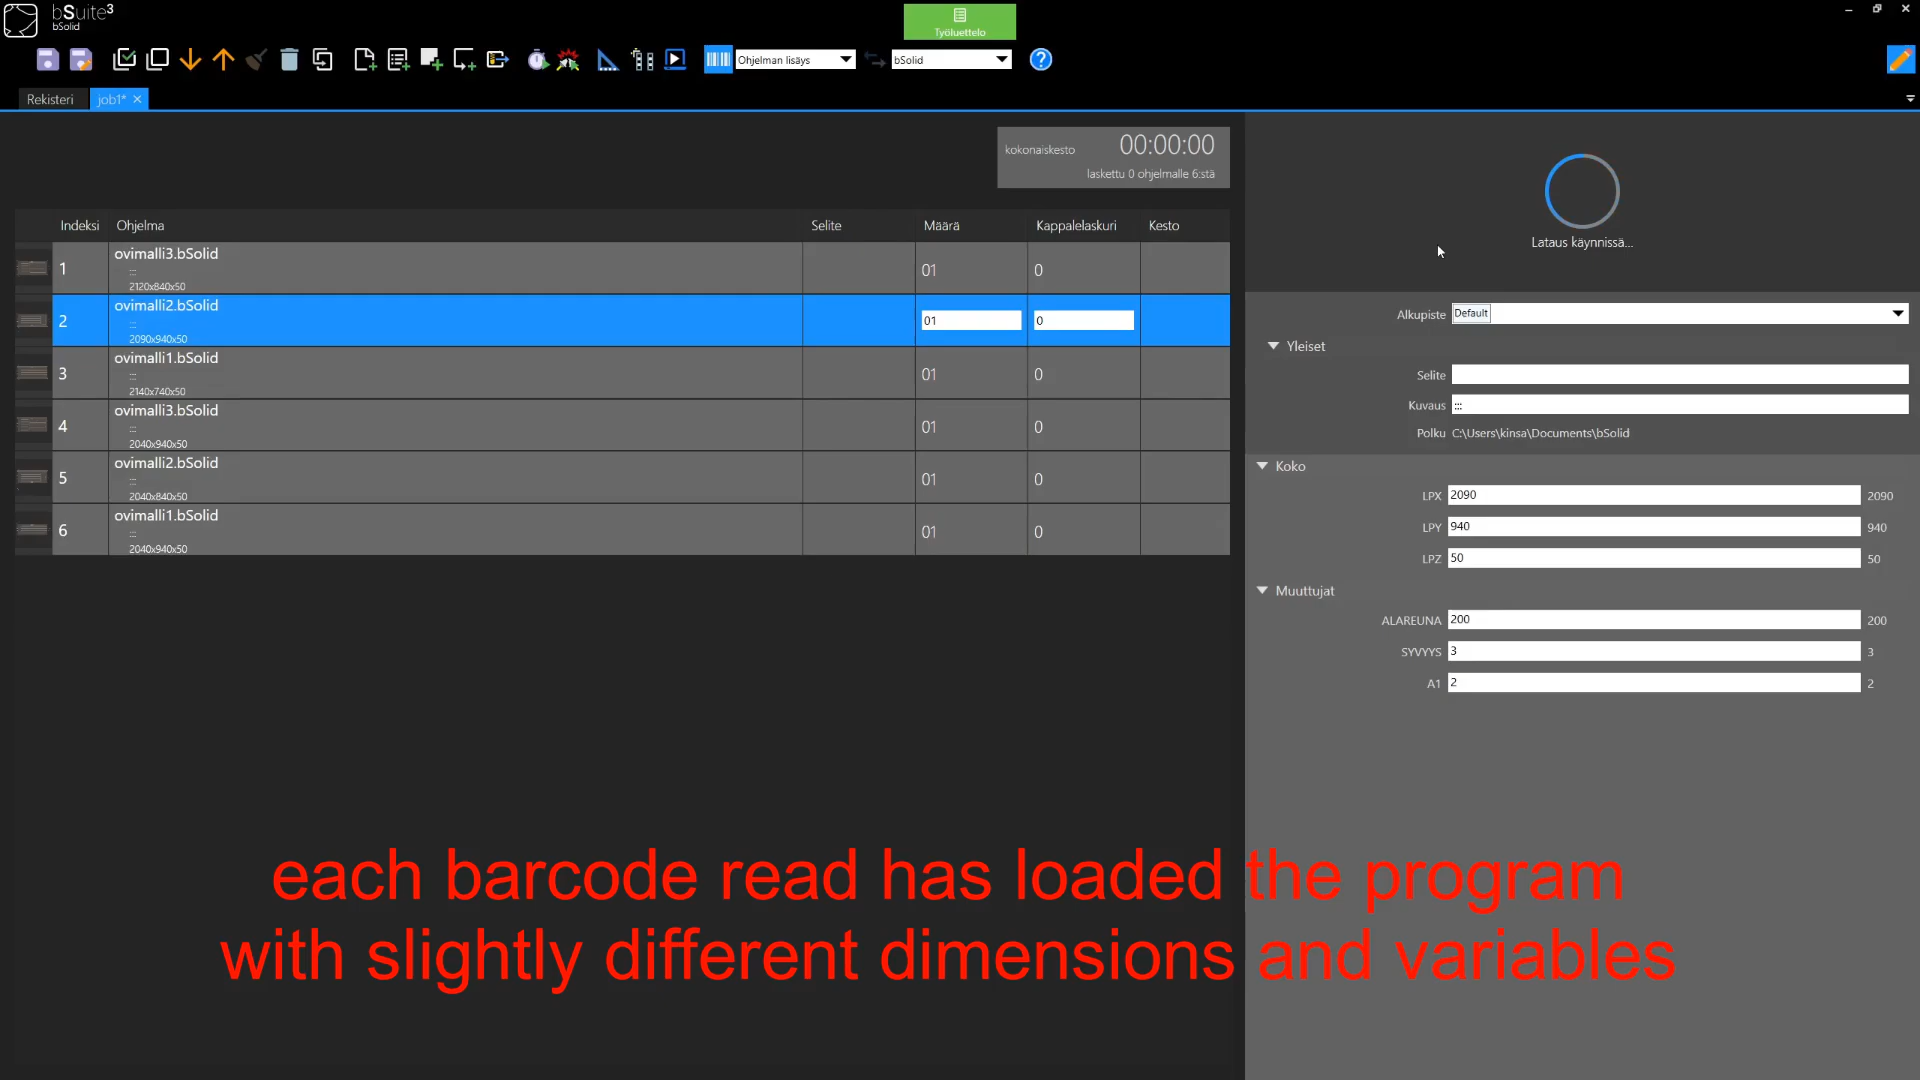 bSuite³
bSolid
Työluettelo
Ohjelman lisäys
bSolid
?
Rekisteri
job1*
kokonaiskesto 00:00:00
laskettu 0 ohjelmalle 6:stä
Indeksi Ohjelma Selite Määrä Kappalelaskuri Kesto
1 ovimalli3.bSolid 01 0
:::
2120x840x50
2 ovimalli2.bSolid 01 0
:::
2090x940x50
3 ovimalli1.bSolid 01 0
:::
2140x740x50
4 ovimalli3.bSolid 01 0
:::
2040x940x50
5 ovimalli2.bSolid 01 0
:::
2040x840x50
6 ovimalli1.bSolid 01 0
:::
2040x940x50
Lataus käynnissä...
Alkupiste Default
Yleiset
Selite
Kuvaus :::
Polku C:\Users\kinsa\Documents\bSolid
Koko
LPX 2090 2090
LPY 940 940
LPZ 50 50
Muuttujat
ALAREUNA 200 200
SYVYYS 3 3
A1 2 2
each barcode read has loaded the program
with slightly different dimensions and variables